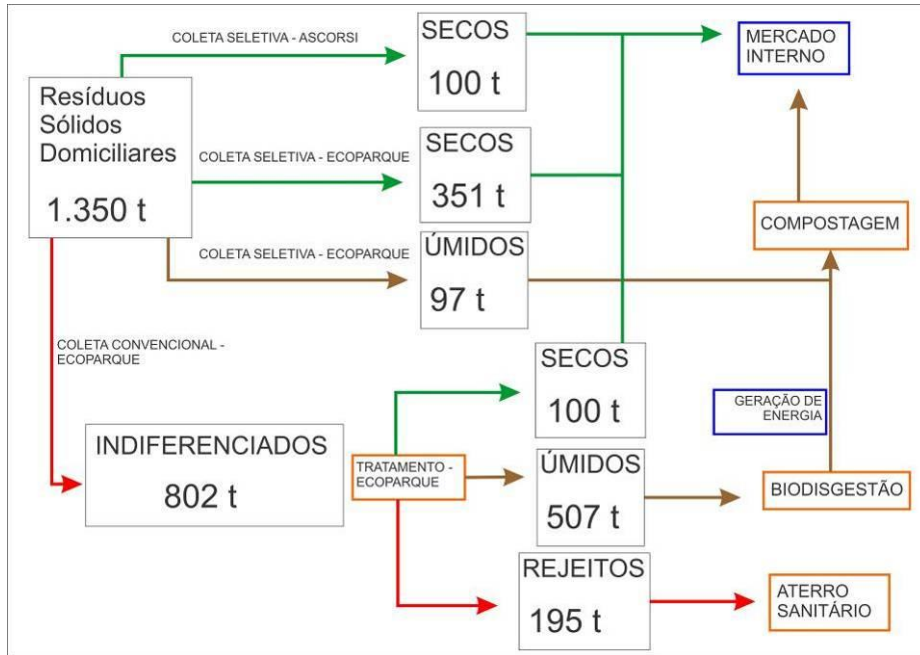 COLETA SELETIVA - ASCORSI
SECOS
100 t
MERCADO
INTERNO
Resíduos
Sólidos
Domiciliares
1.350 t
COLETA SELETIVA - ECOPARQUE
SECOS
351 t
COLETA SELETIVA - ECOPARQUE
ÚMIDOS
97 t
COMPOSTAGEM
COLETA CONVENCIONAL -
ECOPARQUE
SECOS
100 t
GERAÇÃO DE
ENERGIA
INDIFERENCIADOS
802 t
TRATAMENTO -
ECOPARQUE
ÚMIDOS
507 t
BIODISGESTÃO
REJEITOS
195 t
ATERRO
SANITÁRIO